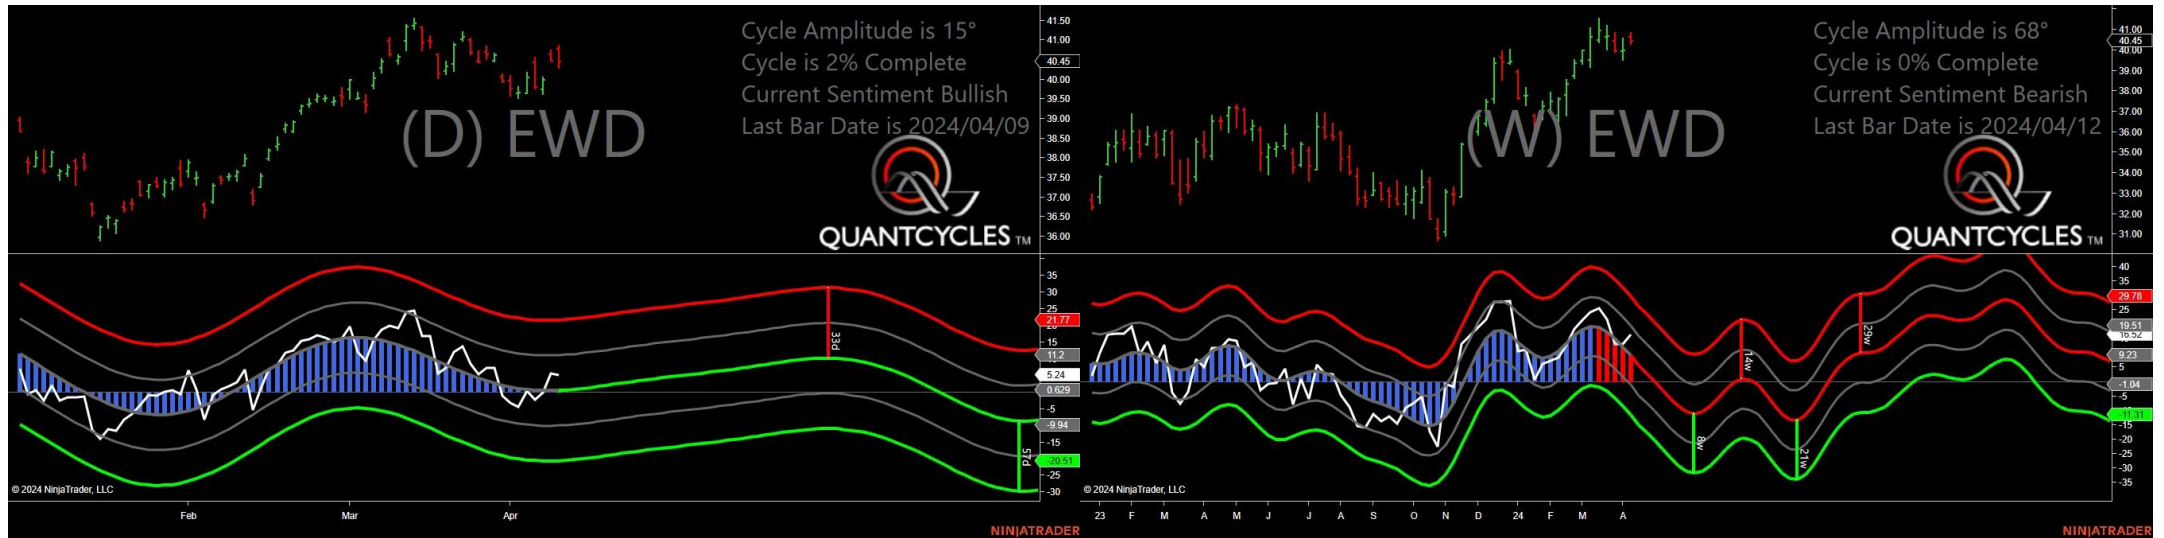 Cycle Amplitude is 15°
Cycle is 2% Complete
Current Sentiment Bullish
Last Bar Date is 2024/04/09
(D) EWD
QUANTCYCLES TM
41.50
41.00
40.45
40.00
39.50
39.00
38.50
38.00
37.50
37.00
36.50
36.00
35
30
25
21.77
15
11.2
5.24
0.629
-5
-9.94
-15
-20.51
-25
-30
33d
57d
© 2024 NinjaTrader, LLC
Feb
Mar
Apr
NINJATRADER
Cycle Amplitude is 68°
Cycle is 0% Complete
Current Sentiment Bearish
Last Bar Date is 2024/04/12
(W) EWD
QUANTCYCLES TM
41.00
40.45
40.00
39.00
38.00
37.00
36.00
35.00
34.00
33.00
32.00
31.00
40
29.78
25
19.51
16.52
9.23
5
-1.04
-5
-11.31
-15
-20
-25
-30
-35
14w
29w
8w
21w
© 2024 NinjaTrader, LLC
23
F
M
A
M
J
J
A
S
O
N
D
24
F
M
A
NINJATRADER